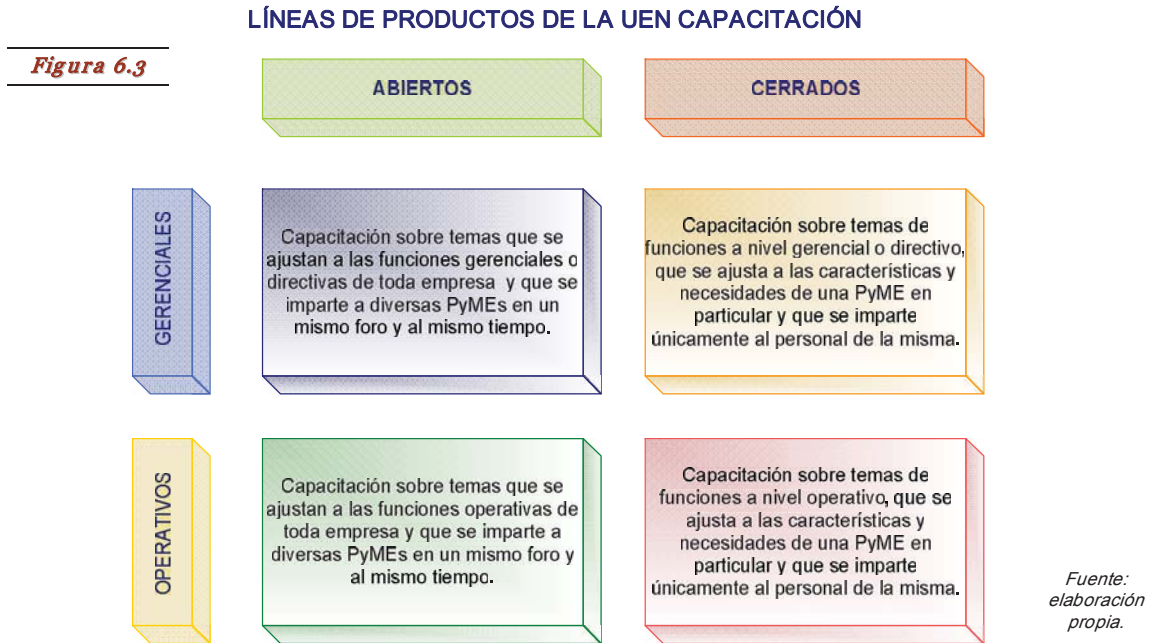 LÍNEAS DE PRODUCTOS DE LA UEN CAPACITACIÓN
Figura 6.3
ABIERTOS
CERRADOS
GERENCIALES
Capacitación sobre temas que se
ajustan a las funciones gerenciales o
directivas de toda empresa y que se
imparte a diversas PyMEs en un
mismo foro y al mismo tiempo.
Capacitación sobre temas de
funciones a nivel gerencial o directivo,
que se ajusta a las características y
necesidades de una PyME en
particular y que se imparte
únicamente al personal de la misma.
OPERATIVOS
Capacitación sobre temas que se
ajustan a las funciones operativas de
toda empresa y que se imparte a
diversas PyMEs en un mismo foro y
al mismo tiempo.
Capacitación sobre temas de
funciones a nivel operativo, que se
ajusta a las características y
necesidades de una PyME en
particular y que se imparte
únicamente al personal de la misma.
Fuente:
elaboración
propia.